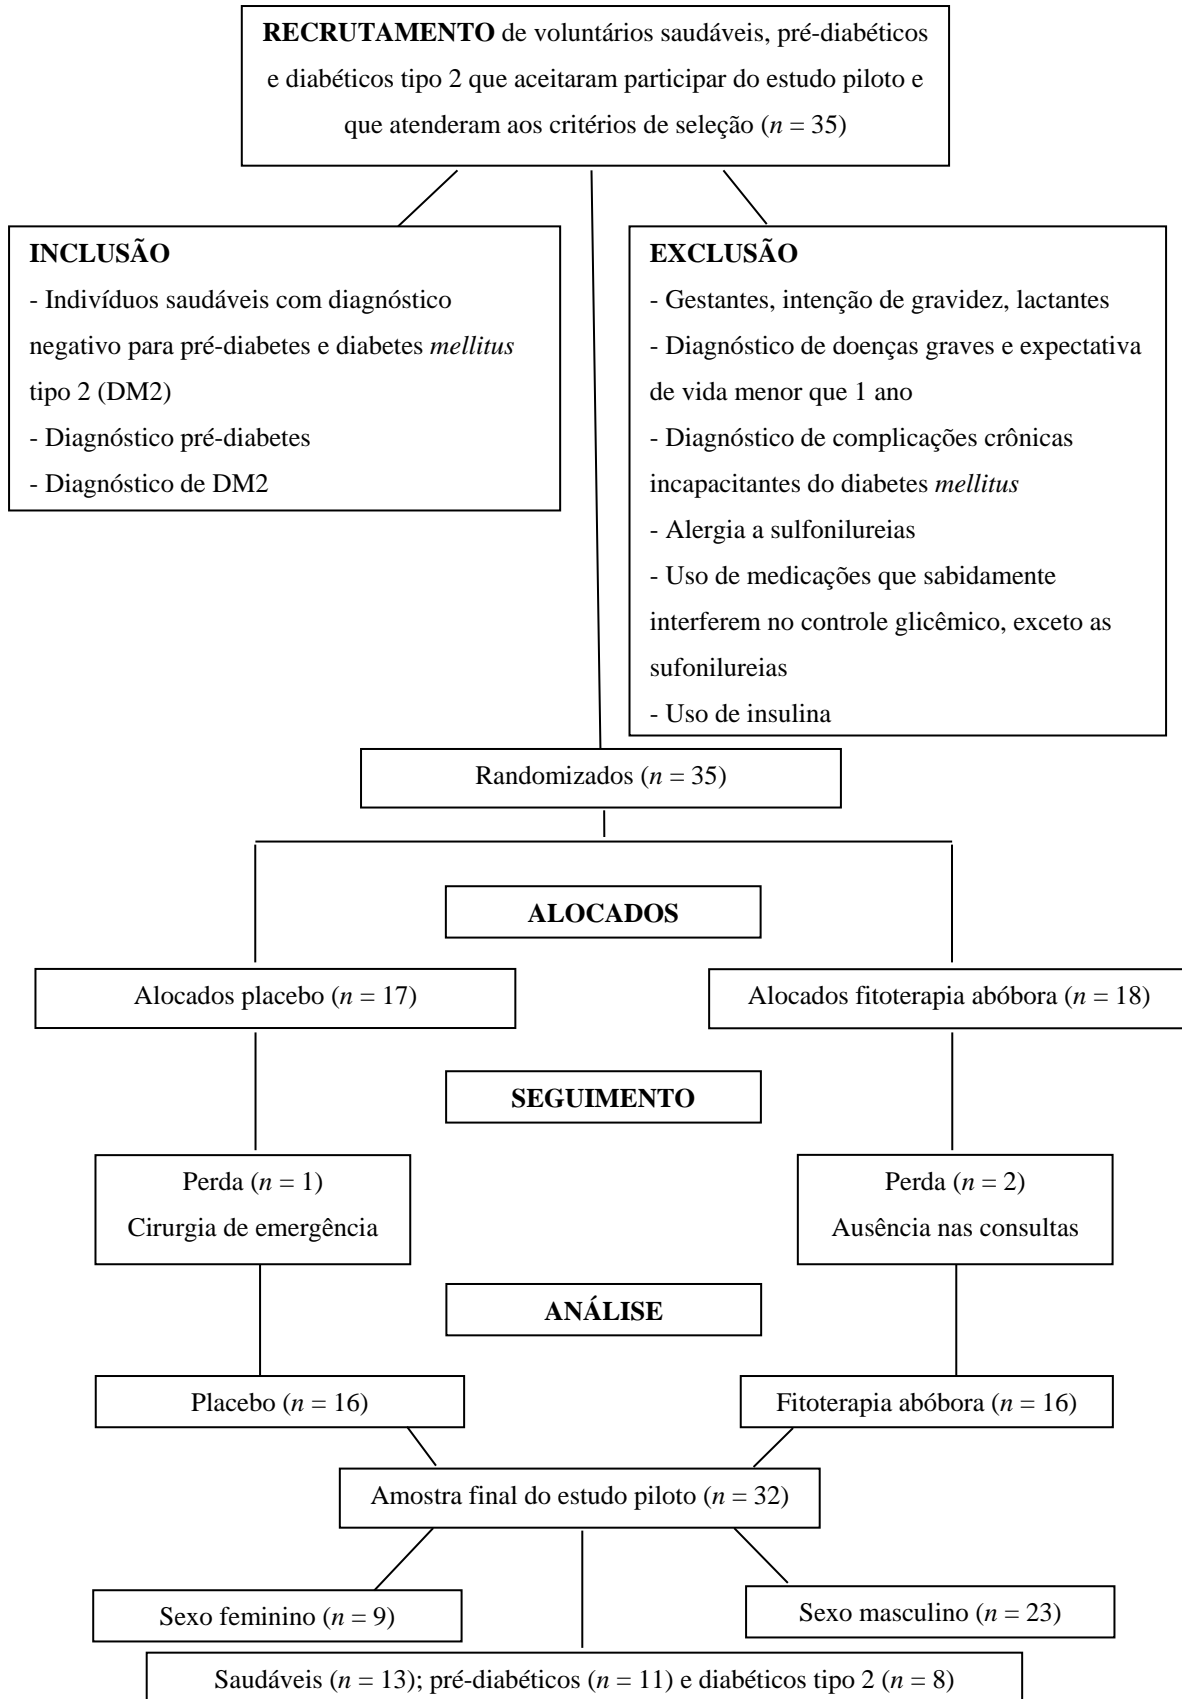 RECRUTAMENTO de voluntários saudáveis, pré-diabéticos
e diabéticos tipo 2 que aceitaram participar do estudo piloto e
que atenderam aos critérios de seleção (n = 35)
INCLUSÃO
- Indivíduos saudáveis com diagnóstico
negativo para pré-diabetes e diabetes mellitus
tipo 2 (DM2)
- Diagnóstico pré-diabetes
- Diagnóstico de DM2
EXCLUSÃO
- Gestantes, intenção de gravidez, lactantes
- Diagnóstico de doenças graves e expectativa
de vida menor que 1 ano
- Diagnóstico de complicações crônicas
incapacitantes do diabetes mellitus
- Alergia a sulfonilureias
- Uso de medicações que sabidamente
interferem no controle glicêmico, exceto as
sufonilureias
- Uso de insulina
Randomizados (n = 35)
ALOCADOS
Alocados placebo (n = 17)
Alocados fitoterapia abóbora (n = 18)
SEGUIMENTO
Perda (n = 1)
Cirurgia de emergência
Perda (n = 2)
Ausência nas consultas
ANÁLISE
Placebo (n = 16)
Fitoterapia abóbora (n = 16)
Amostra final do estudo piloto (n = 32)
Sexo feminino (n = 9)
Sexo masculino (n = 23)
Saudáveis (n = 13); pré-diabéticos (n = 11) e diabéticos tipo 2 (n = 8)